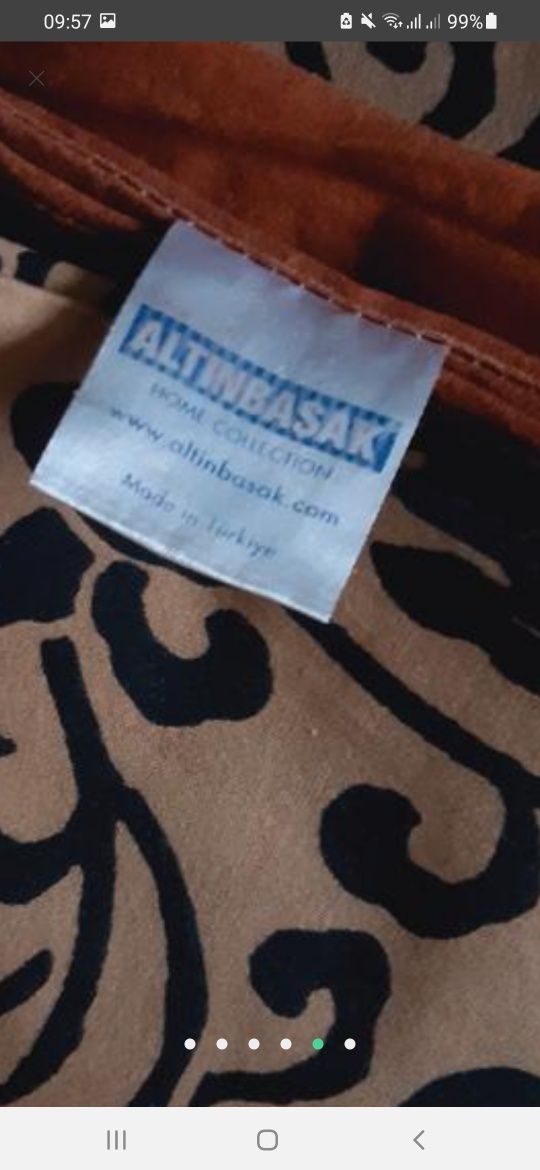 09:57
99%
ALTINBASAK
HOME COLLECTION
www.altinbasak.com
Made in Türkiye